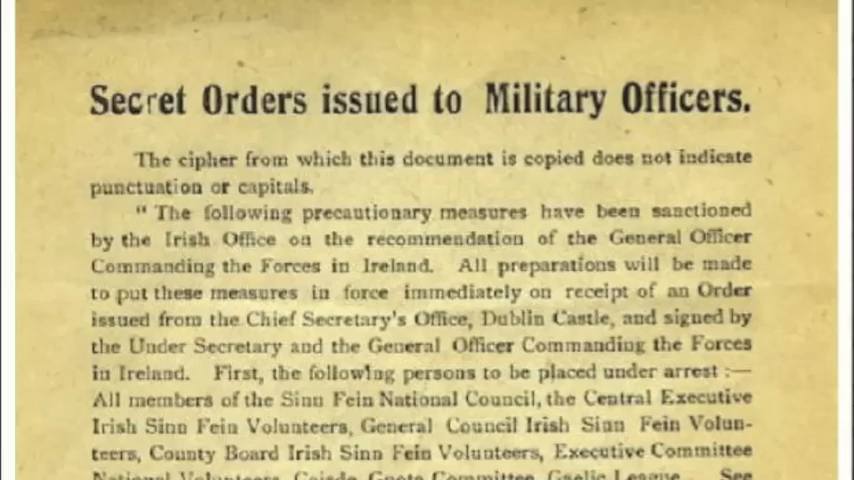 Secret Orders issued to Military Officers.
The cipher from which this document is copied does not indicate
punctuation or capitals.
" The following precautionary measures have been sanctioned
by the Irish Office on the recommendation of the General Officer
Commanding the Forces in Ireland. All preparations will be made
to put these measures in force immediately on receipt of an Order
issued from the Chief Secretary's Office, Dublin Castle, and signed by
the Under Secretary and the General Officer Commanding the Forces
in Ireland. First, the following persons to be placed under arrest :—
All members of the Sinn Fein National Council, the Central Executive
Irish Sinn Fein Volunteers, General Council Irish Sinn Fein Volun-
teers, County Board Irish Sinn Fein Volunteers, Executive Committee
National Volunteers, Coisde Gnota Committee, Gaelic League. See